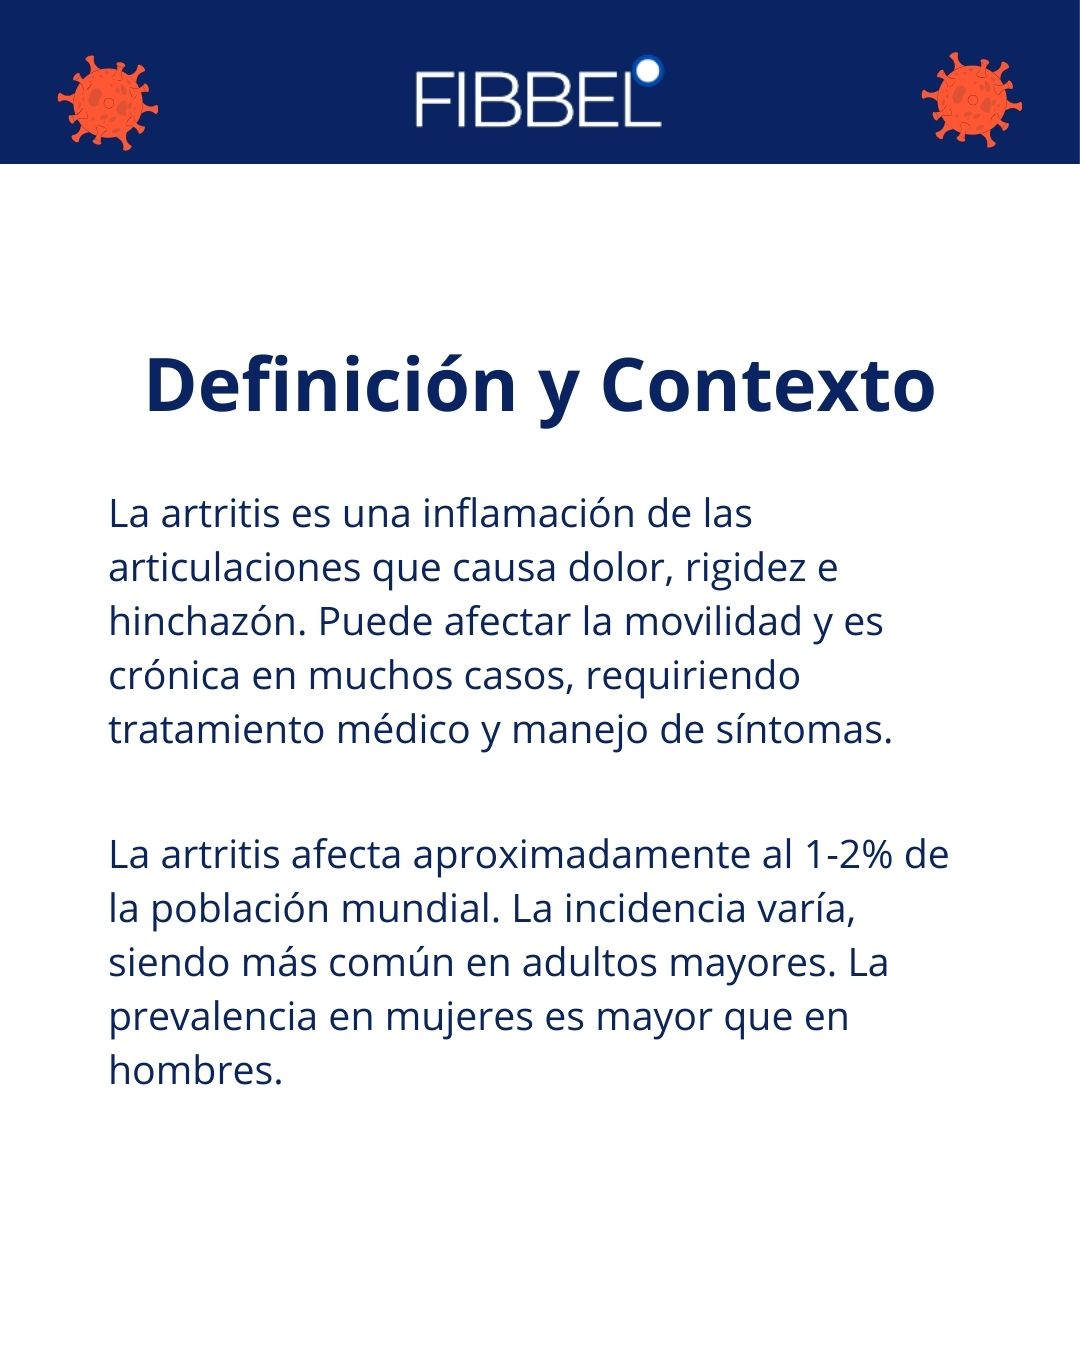 FIBBEL
Definición y Contexto
La artritis es una inflamación de las
articulaciones que causa dolor, rigidez e
hinchazón. Puede afectar la movilidad y es
crónica en muchos casos, requiriendo
tratamiento médico y manejo de síntomas.
La artritis afecta aproximadamente al 1-2% de
la población mundial. La incidencia varía,
siendo más común en adultos mayores. La
prevalencia en mujeres es mayor que en
hombres.